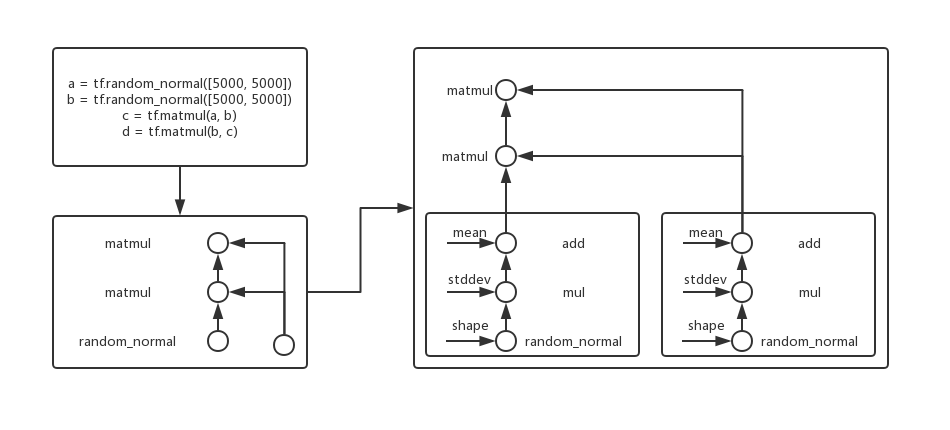 a = tf.random_normal([5000, 5000])
b = tf.random_normal([5000, 5000])
c = tf.matmul(a, b)
d = tf.matmul(b, c)
matmul
matmul
random_normal
matmul
matmul
mean
add
stddev
mul
shape
random_normal
mean
add
stddev
mul
shape
random_normal